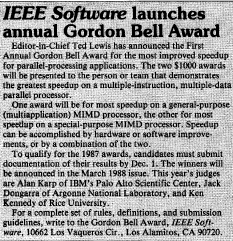 IEEE Software launches
annual Gordon Bell Award
Editor-in-Chief Ted Lewis has announced the First
Annual Gordon Bell Award for the most improved speedup
for parallel-processing applications. The two $1000 awards
will be presented to the person or team that demonstrates
the greatest speedup on a multiple-instruction, multiple-data
parallel processor.
One award will be for most speedup on a general-purpose
(multiapplication) MIMD processor, the other for most
speedup on a special-purpose MIMD processor. Speedup
can be accomplished by hardware or software improve-
ments, or by a combination of the two.
To qualify for the 1987 awards, candidates must submit
documentation of their results by Dec. 1. The winners will
be announced in the March 1988 issue. This year's judges
are Alan Karp of IBM's Palo Alto Scientific Center, Jack
Dongarra of Argonne National Laboratory, and Ken
Kennedy of Rice University.
For a complete set of rules, definitions, and submission
guidelines, write to the Gordon Bell Award, IEEE Soft-
ware, 10662 Los Vaqueros Cir., Los Alamitos, CA 90720.